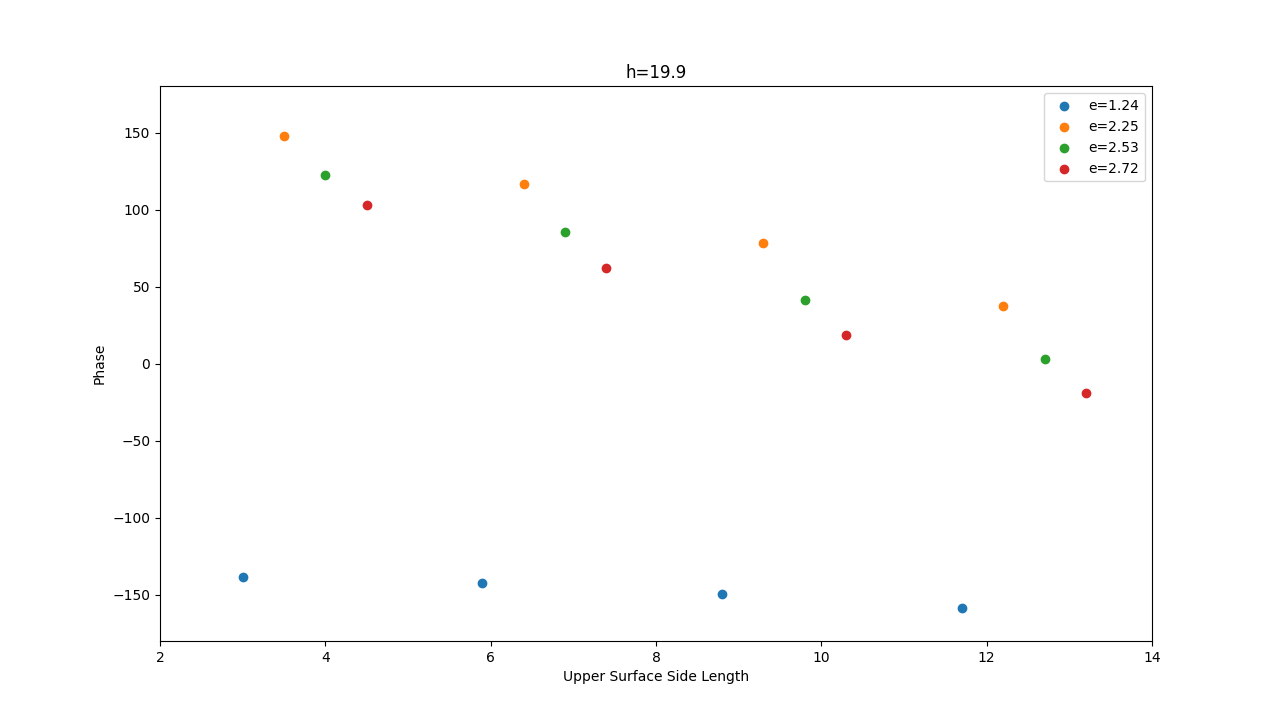 h=19.9
e=1.24
e=2.25
e=2.53
e=2.72
150
100
50
0
−50
−100
−150
Phase
2 4 6 8 10 12 14
Upper Surface Side Length